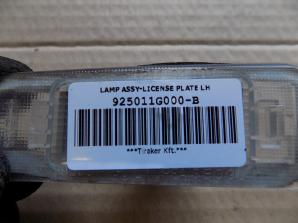 LAMP ASSY-LICENSE PLATE LH
925011G000-B
***Tiraker Kft.***